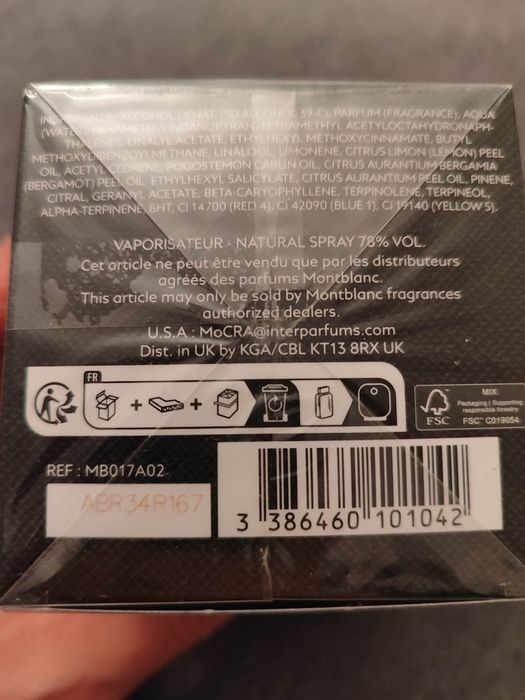 INGREDIENTS: ALCOHOL DENAT. (SD ALCOHOL 39-C), PARFUM (FRAGRANCE), AQUA
(WATER), HEXAMETHYLINDANOPYRAN, TETRAMETHYL ACETYLOCTAHYDRONAPH-
THALENES, LINALYL ACETATE, ETHYLHEXYL METHOXYCINNAMATE, BUTYL
METHOXYDIBENZOYLMETHANE, LINALOOL, LIMONENE, CITRUS LIMON (LEMON) PEEL
OIL, ACETYL CEDRENE, POGOSTEMON CABLIN OIL, CITRUS AURANTIUM BERGAMIA
(BERGAMOT) PEEL OIL, ETHYLHEXYL SALICYLATE, CITRUS AURANTIUM PEEL OIL, PINENE,
CITRAL, GERANYL ACETATE, BETA-CARYOPHYLLENE, TERPINOLENE, TERPINEOL,
ALPHA-TERPINENE, BHT, CI 14700 (RED 4), CI 42090 (BLUE 1), CI 19140 (YELLOW 5).
VAPORISATEUR - NATURAL SPRAY 78% VOL.
Cet article ne peut être vendu que par les distributeurs
agréés des parfums Montblanc.
This article may only be sold by Montblanc fragrances
authorized dealers.
U.S.A : MoCRA@interparfums.com
Dist. in UK by KGA/CBL KT13 8RX UK
FR
+ +
FSC
MIX
Packaging | Supporting
responsible forestry
FSC™ C019054
REF : MB017A02
ABR34R167
3 386460 101042